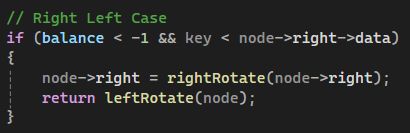 // Right Left Case
if (balance < -1 && key < node->right->data)
{
    node->right = rightRotate(node->right);
    return leftRotate(node);
}